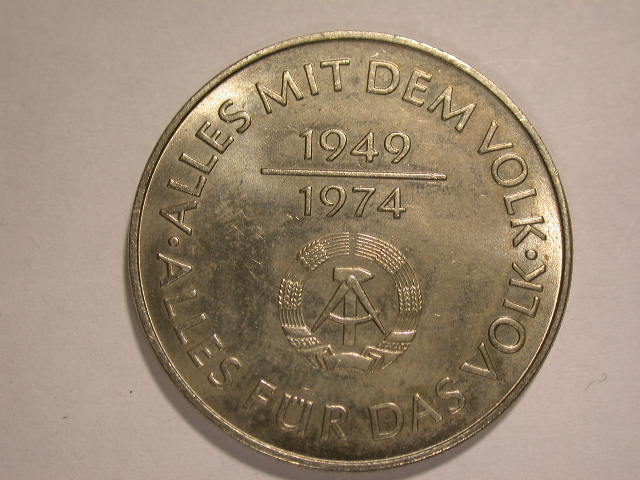 ·ALLES MIT DEM VOLK·
1949
1974
ALLES FÜR DAS VOLK